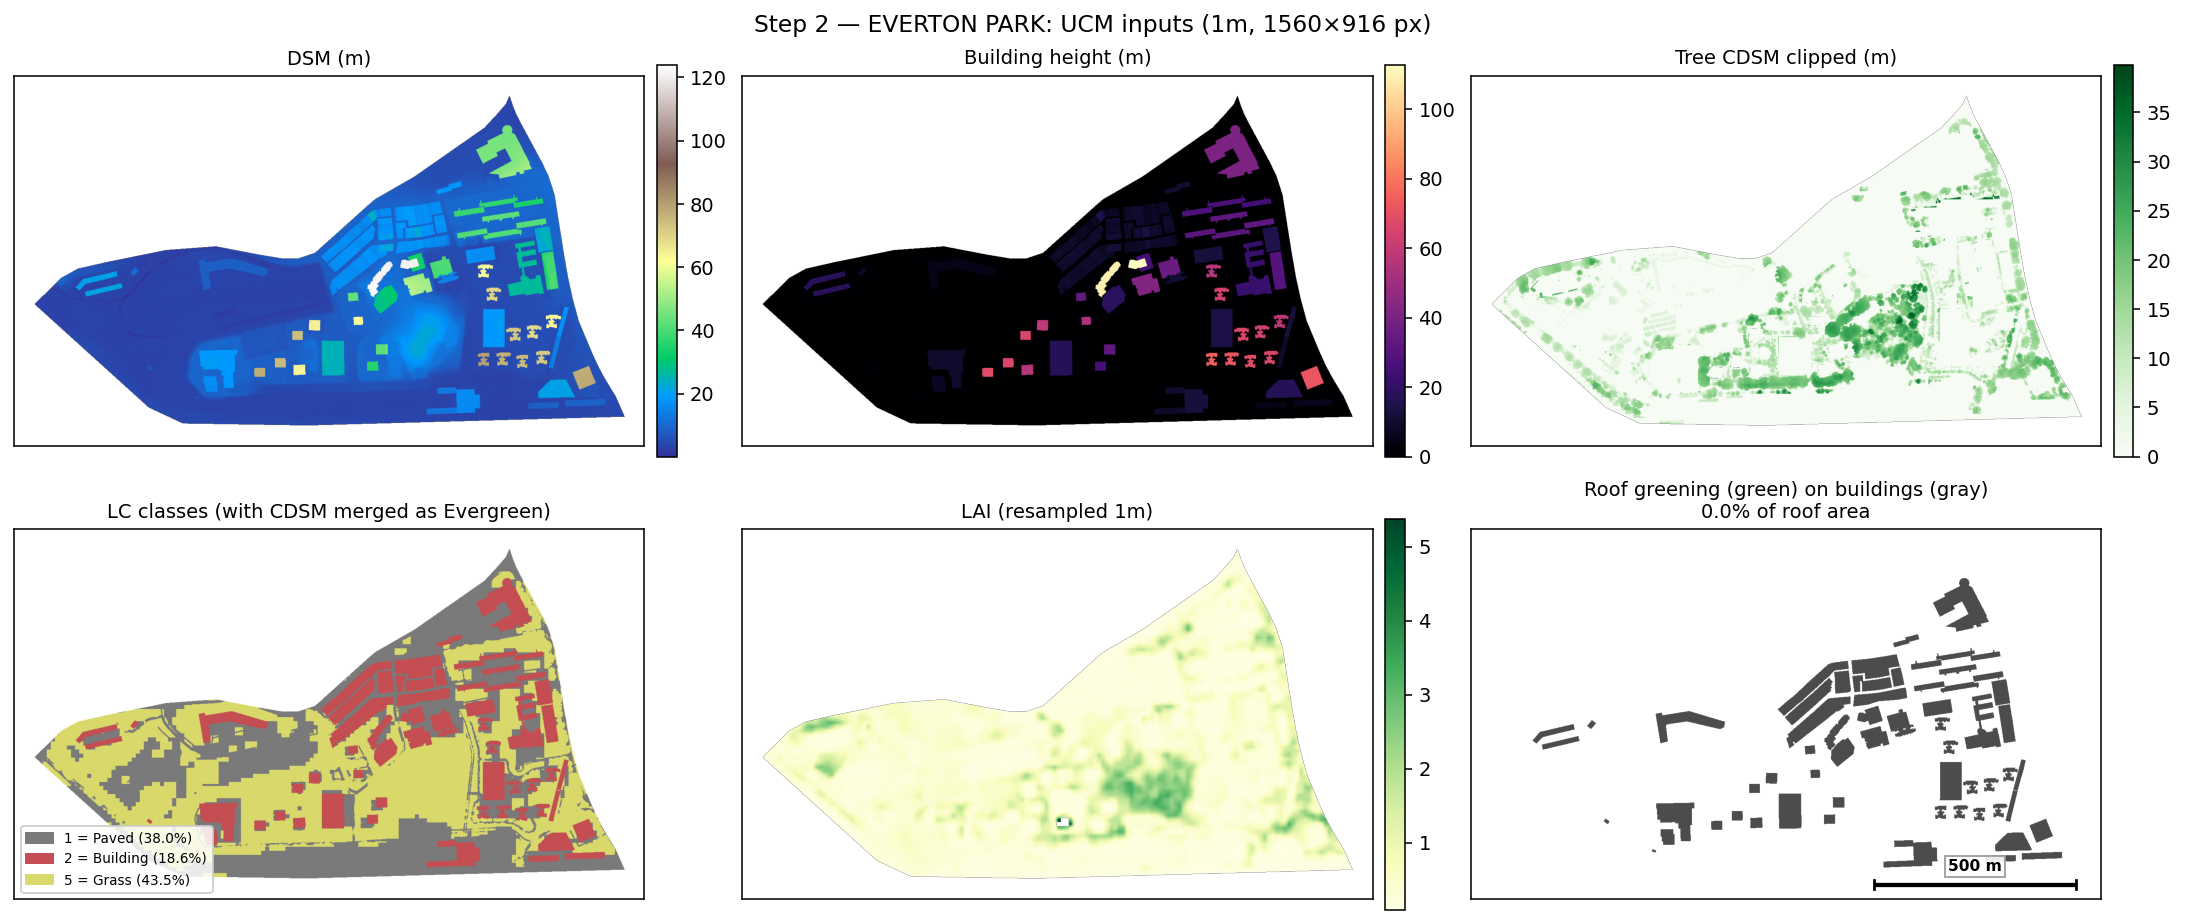 Step 2 — EVERTON PARK: UCM inputs (1m, 1560×916 px)
DSM (m)
120
100
80
60
40
20
Building height (m)
100
80
60
40
20
0
Tree CDSM clipped (m)
35
30
25
20
15
10
5
0
LC classes (with CDSM merged as Evergreen)
1 = Paved (38.0%)
2 = Building (18.6%)
5 = Grass (43.5%)
LAI (resampled 1m)
5
4
3
2
1
Roof greening (green) on buildings (gray)
0.0% of roof area
500 m